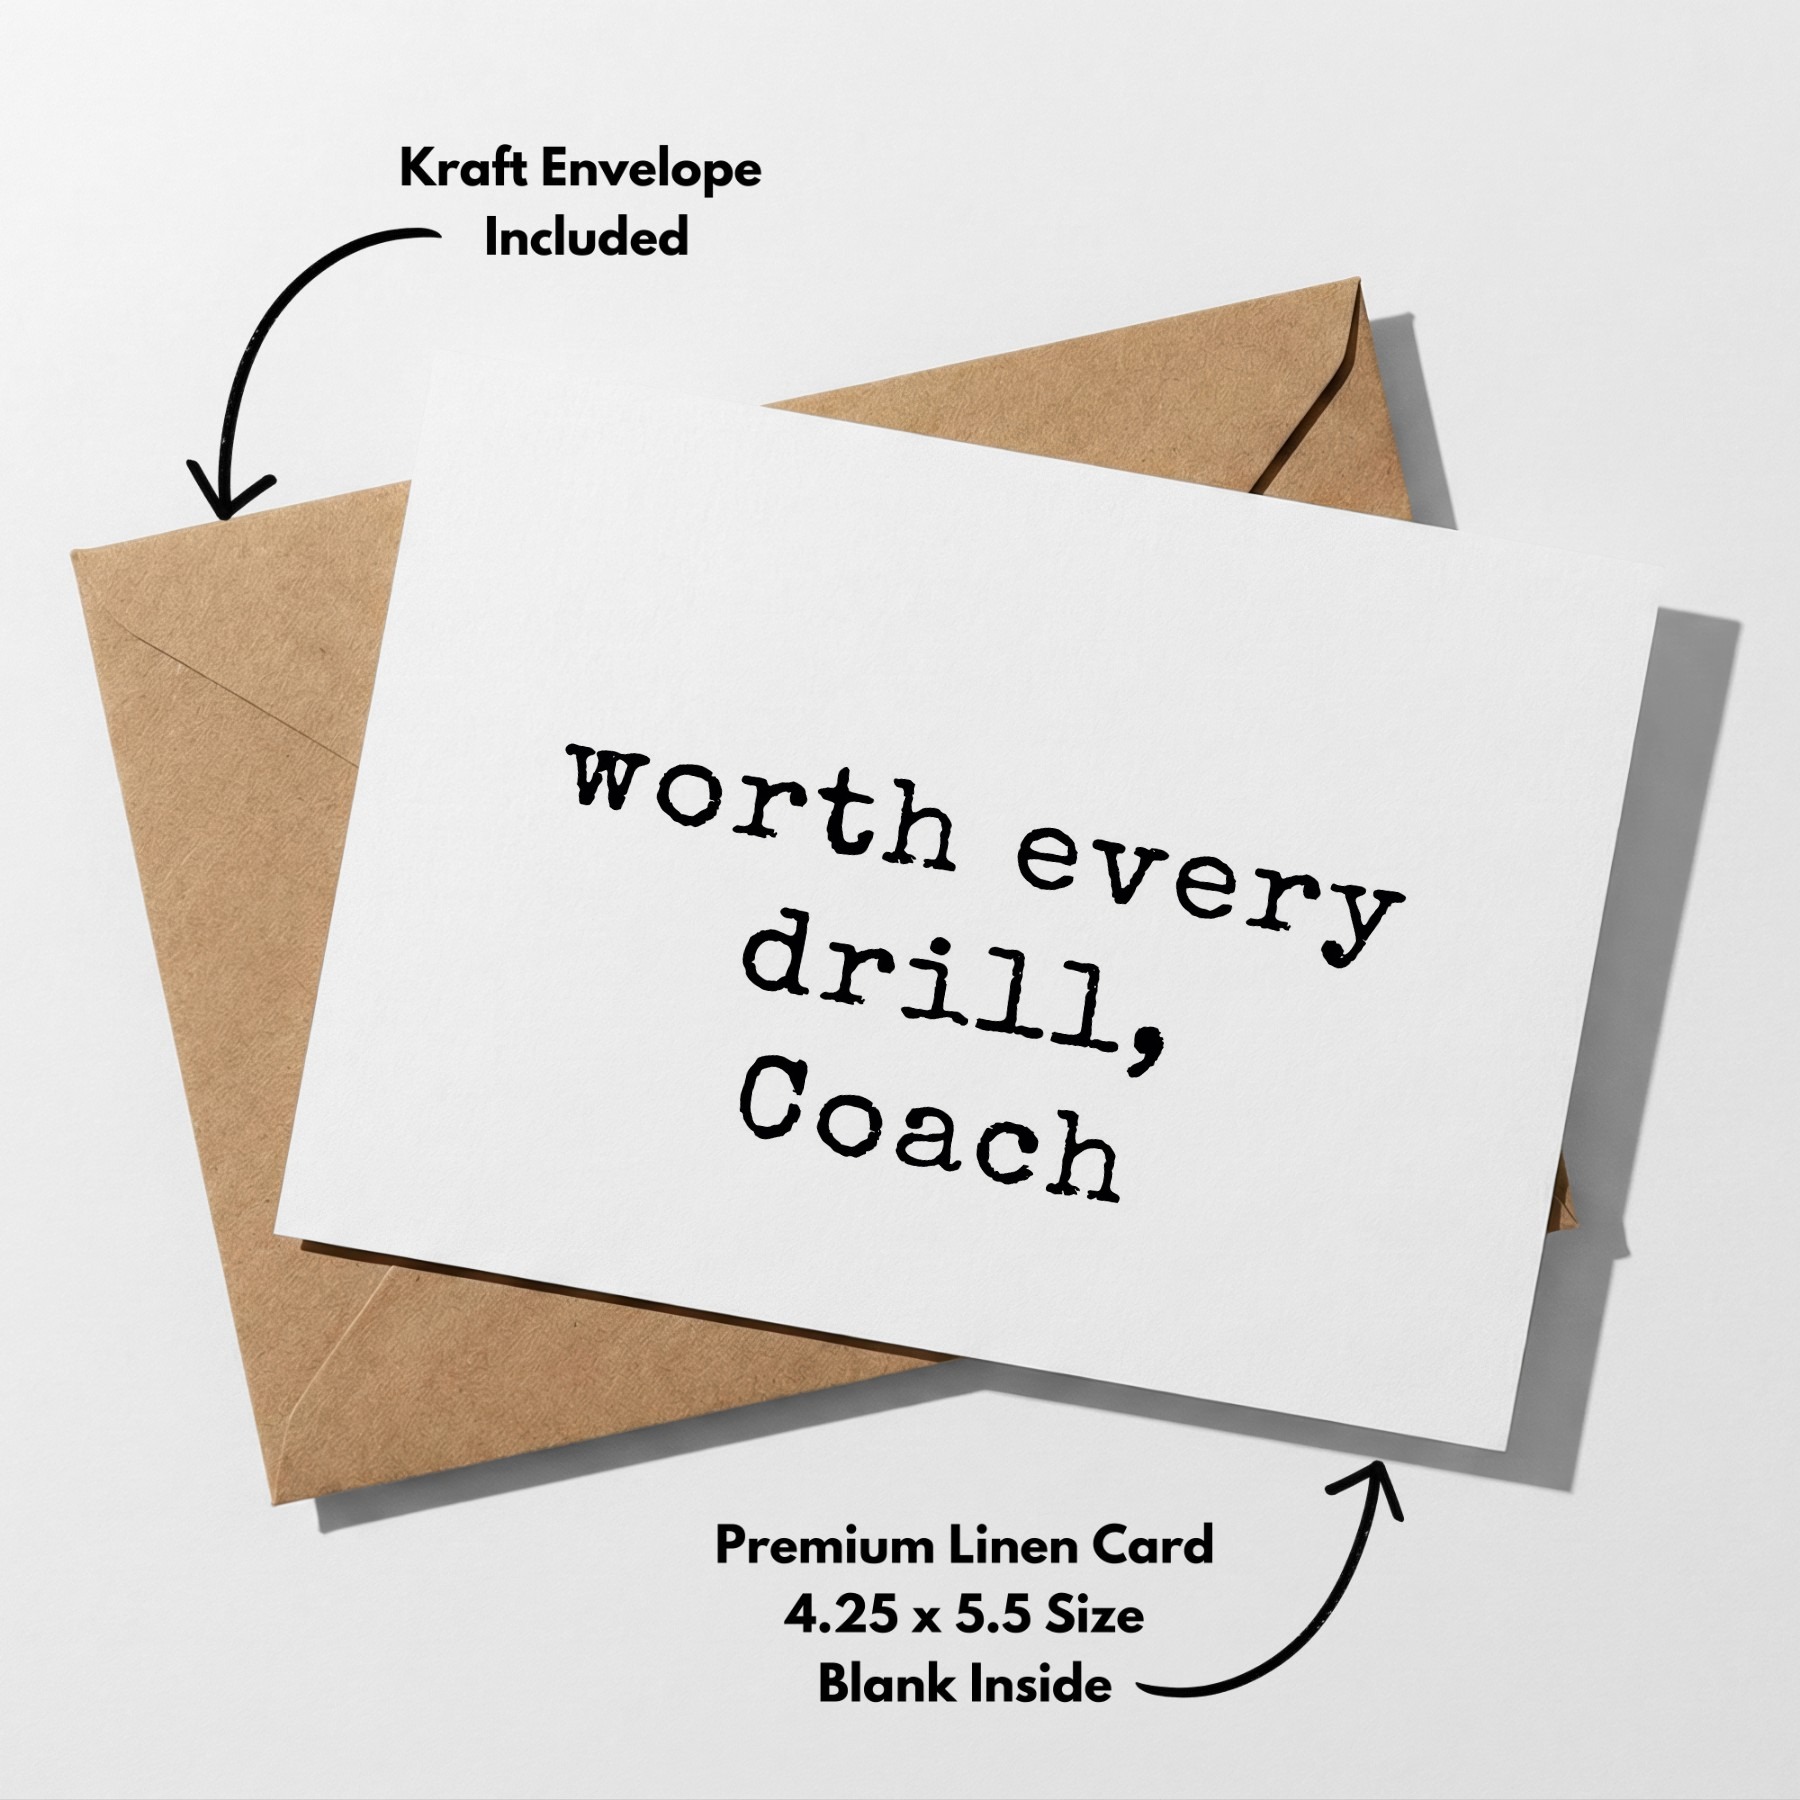 Kraft Envelope
Included
worth every
drill,
Coach
Premium Linen Card
4.25 x 5.5 Size
Blank Inside